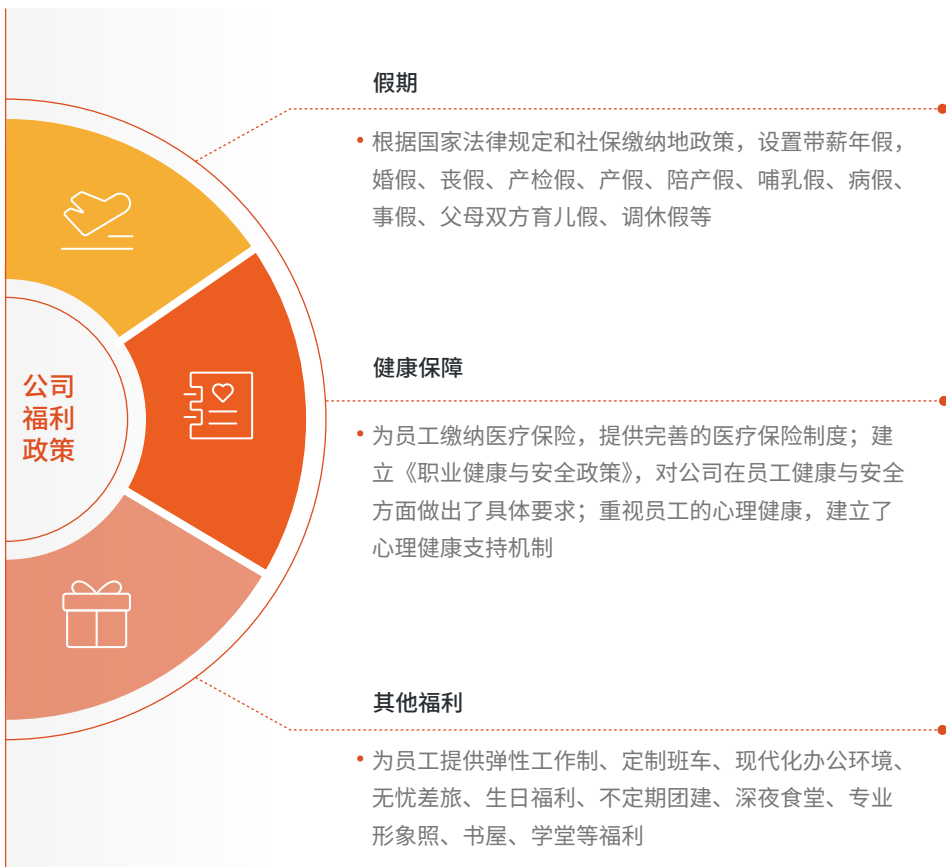 公司
福利
政策
假期
• 根据国家法律规定和社保缴纳地政策，设置带薪年假，
婚假、丧假、产检假、产假、陪产假、哺乳假、病假、
事假、父母双方育儿假、调休假等
健康保障
• 为员工缴纳医疗保险，提供完善的医疗保险制度；建
立《职业健康与安全政策》，对公司在员工健康与安全
方面做出了具体要求；重视员工的心理健康，建立了
心理健康支持机制
其他福利
• 为员工提供弹性工作制、定制班车、现代化办公环境、
无忧差旅、生日福利、不定期团建、深夜食堂、专业
形象照、书屋、学堂等福利